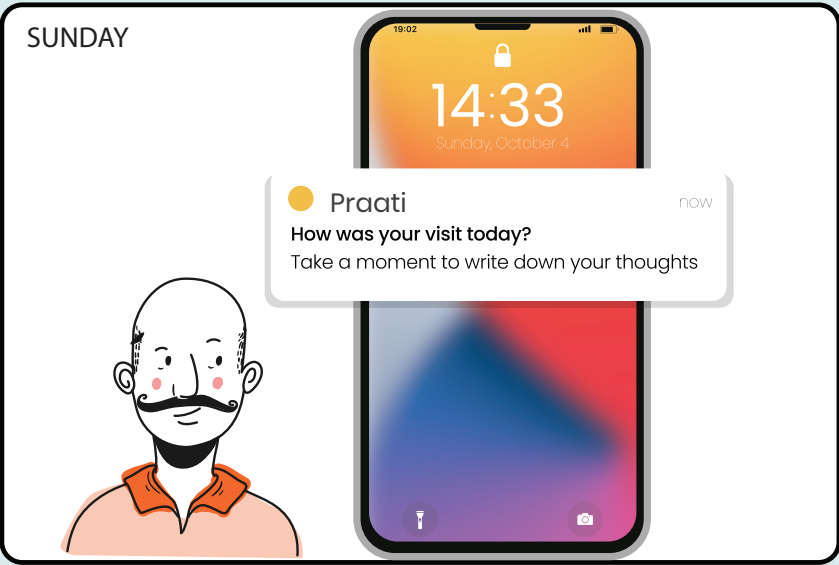 SUNDAY
19:02
14:33
Sunday, October 4
Praati
now
How was your visit today?
Take a moment to write down your thoughts